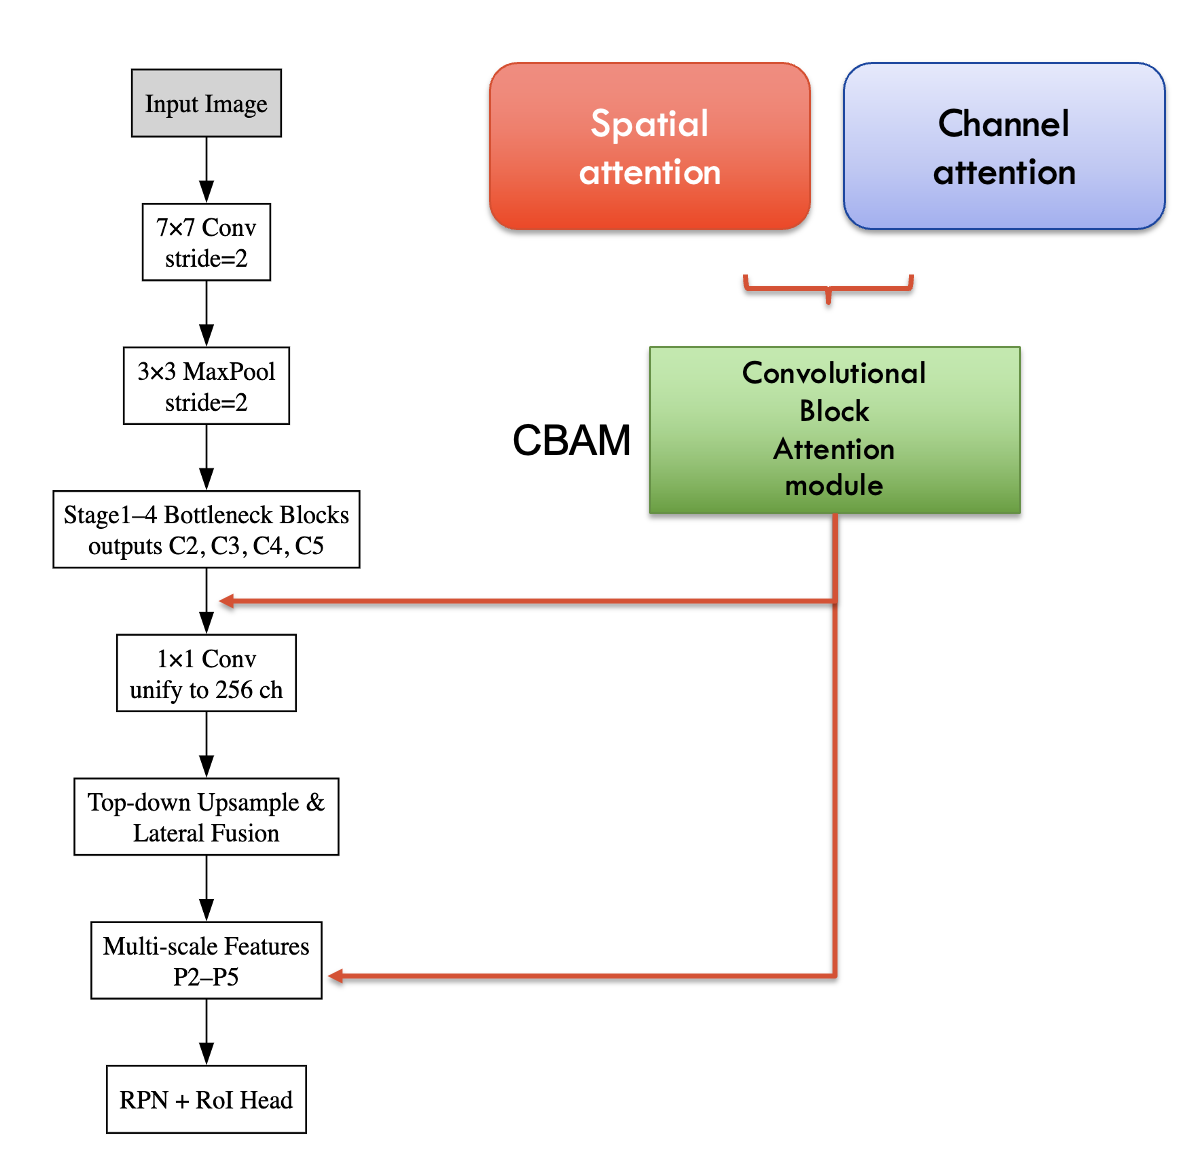 Input Image
7×7 Conv
stride=2
3×3 MaxPool
stride=2
Stage1–4 Bottleneck Blocks
outputs C2, C3, C4, C5
1×1 Conv
unify to 256 ch
Top-down Upsample &
Lateral Fusion
Multi-scale Features
P2–P5
RPN + RoI Head
Spatial
attention
Channel
attention
CBAM
Convolutional
Block
Attention
module